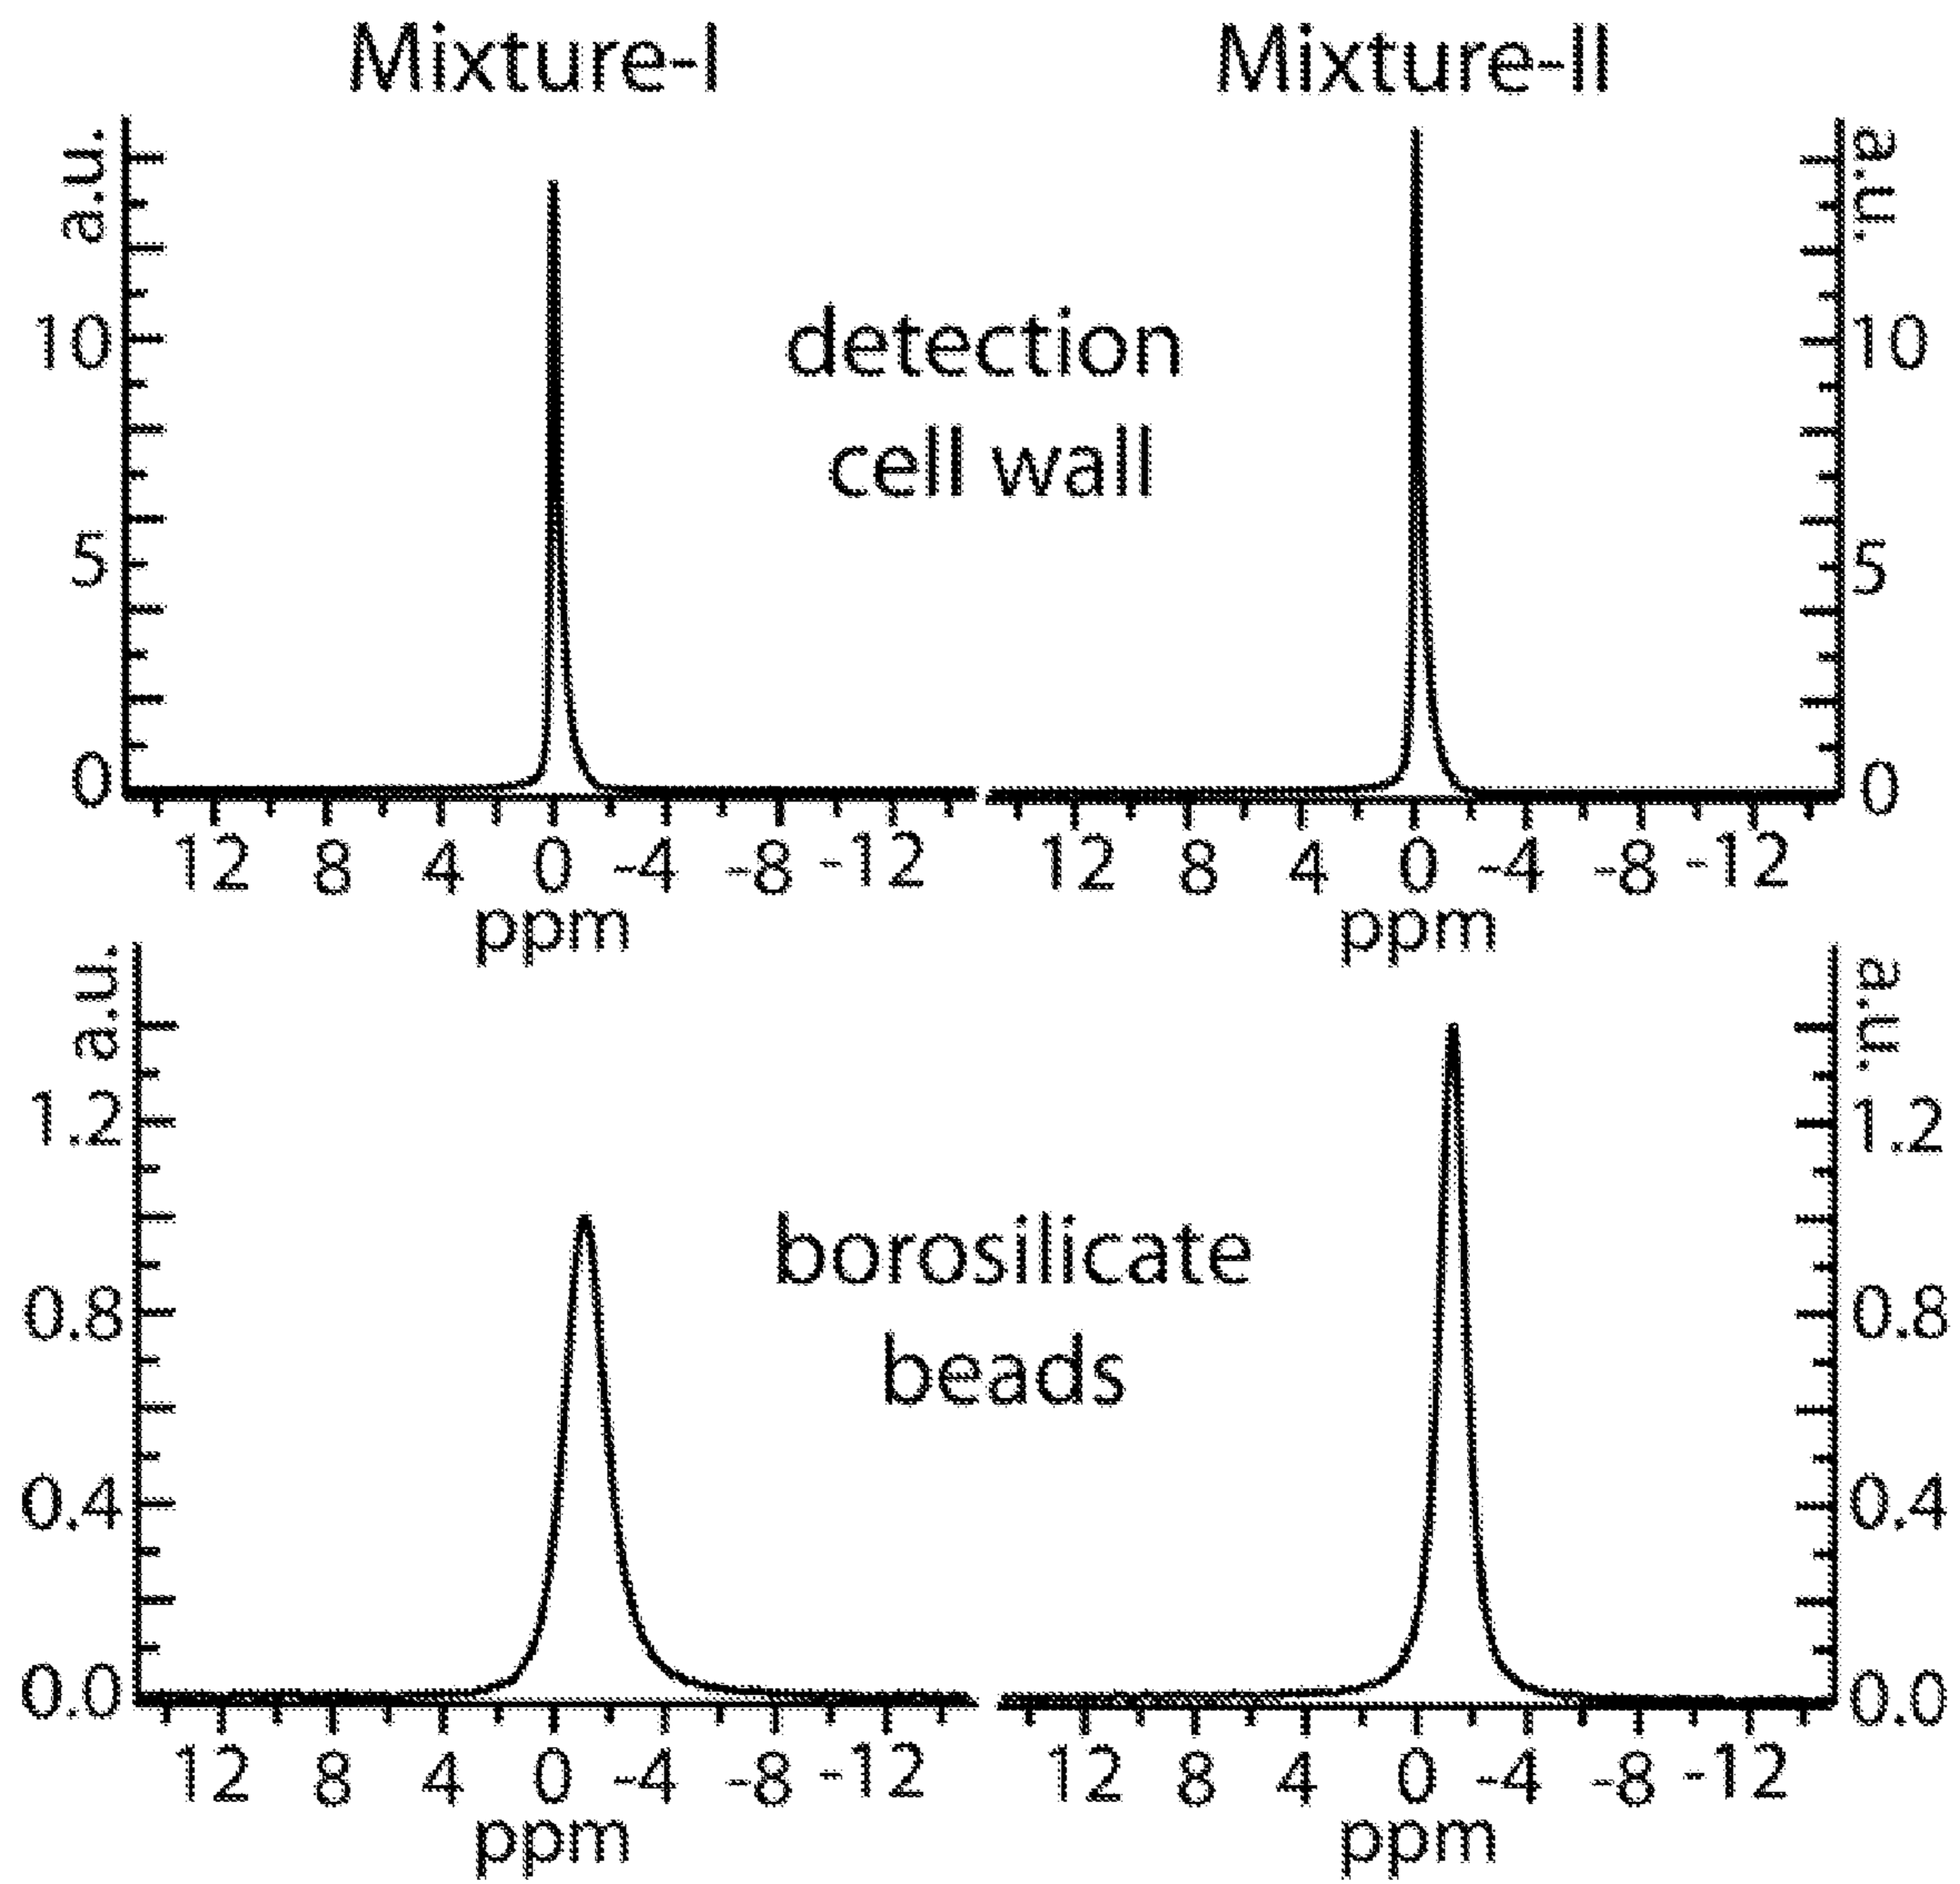 Mixture-I Mixture-II
a.u. a.u.
10 10
detection
cell wall
5 5
0 0
12 8 4 0 -4 -8 -12 12 8 4 0 -4 -8 -12
ppm ppm
a.u. a.u.
1.2 1.2
borosilicate
0.8 0.8
beads
0.4 0.4
0.0 0.0
12 8 4 0 -4 -8 -12 12 8 4 0 -4 -8 -12
ppm ppm